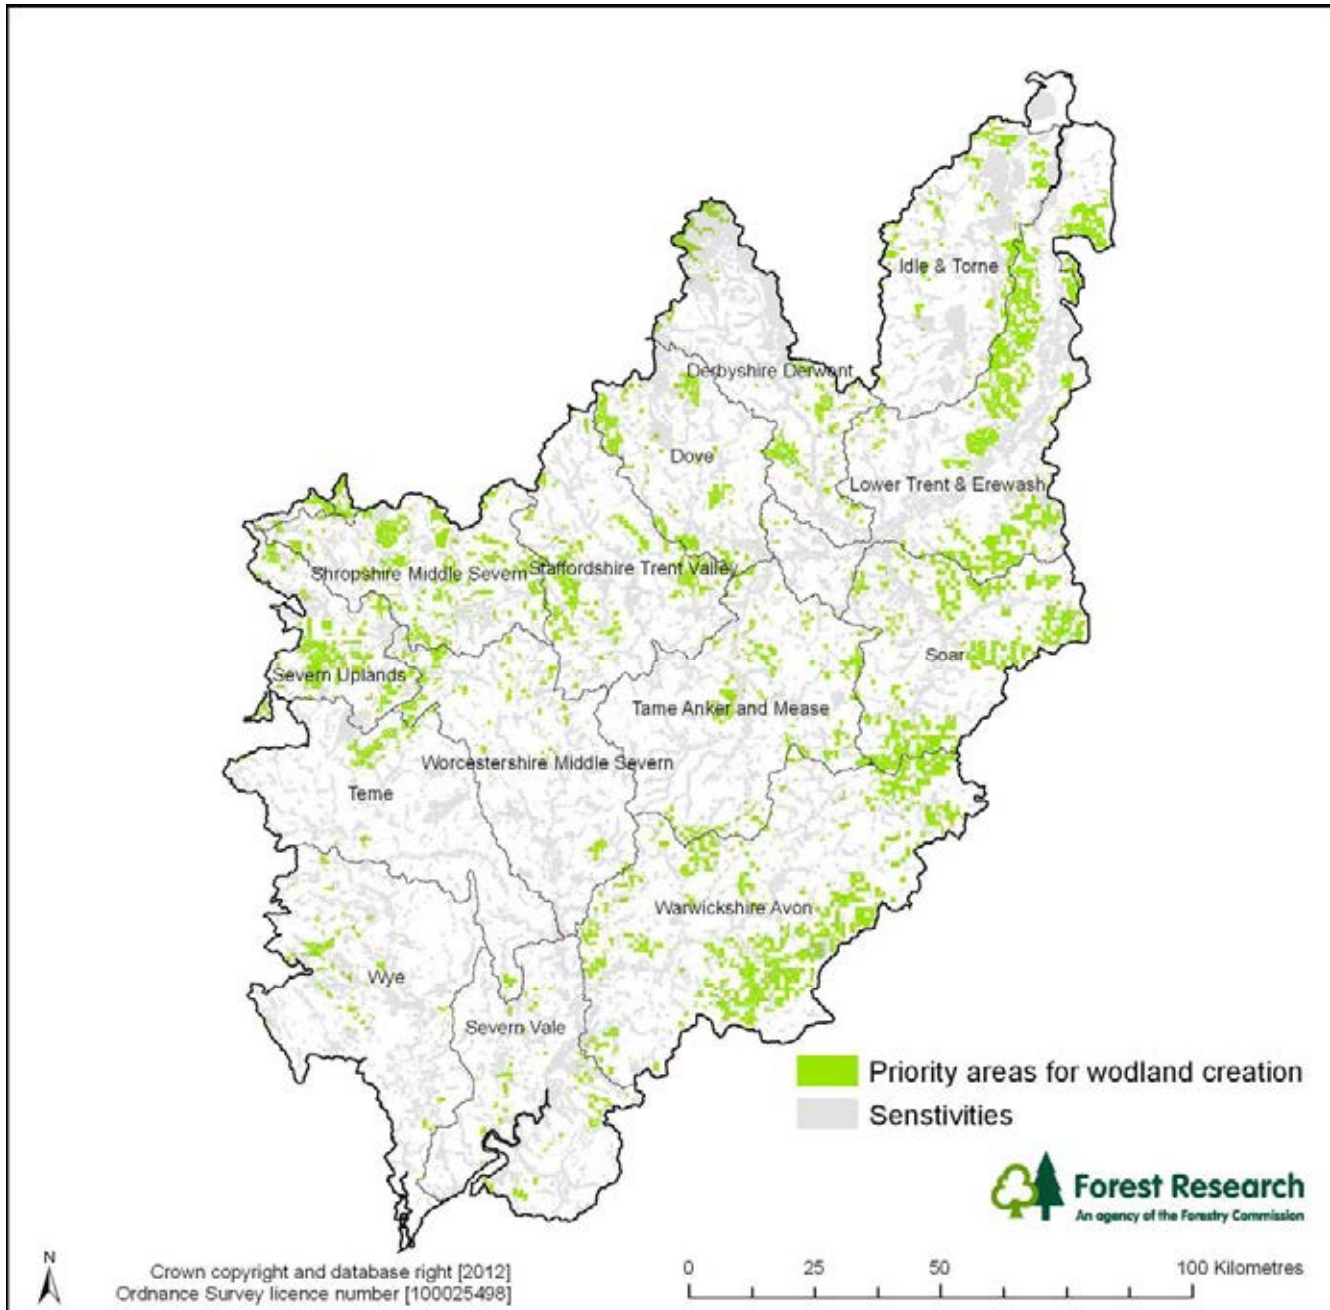 Idle & Torne
Derbyshire Derwent
Dove
Lower Trent & Erewash
Shropshire Middle Severn
Staffordshire Trent Valley
Soar
Severn Uplands
Tame Anker and Mease
Worcestershire Middle Severn
Teme
Warwickshire Avon
Wye
Severn Vale
Priority areas for wodland creation
Senstivities
Forest Research
An agency of the Forestry Commission
N
Crown copyright and database right [2012]
Ordnance Survey licence number [100025498]
0 25 50 100 Kilometres